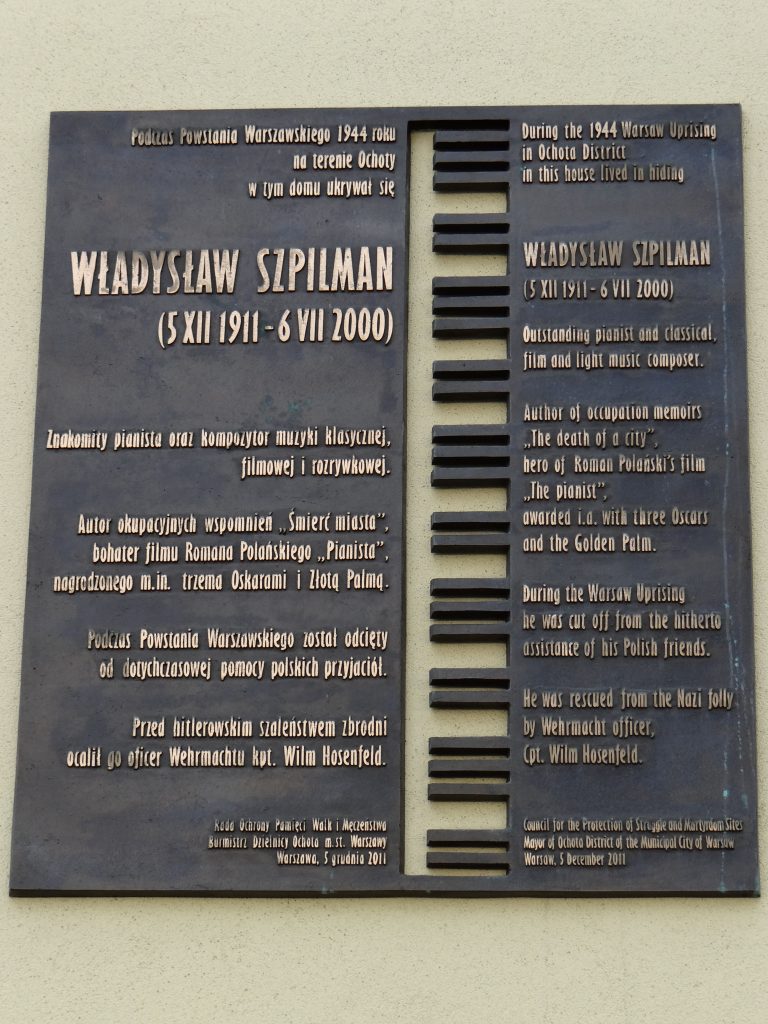 Podczas Powstania Warszawskiego 1944 roku
na terenie Ochoty
w tym domu ukrywał się
WŁADYSŁAW SZPILMAN
(5 XII 1911 - 6 VII 2000)
Znakomity pianista oraz kompozytor muzyki klasycznej,
filmowej i rozrywkowej.
Autor okupacyjnych wspomnień „Śmierć miasta”,
bohater filmu Romana Polańskiego „Pianista”,
nagrodzonego m.in. trzema Oskarami i Złotą Palmą.
Podczas Powstania Warszawskiego został odcięty
od dotychczasowej pomocy polskich przyjaciół.
Przed hitlerowskim szaleństwem zbrodni
ocalił go oficer Wehrmachtu kpt. Wilm Hosenfeld.
Rada Ochrony Pamięci Walk i Męczeństwa
Burmistrz Dzielnicy Ochota m.st. Warszawy
Warszawa, 5 grudnia 2011
During the 1944 Warsaw Uprising
in Ochota District
in this house lived in hiding
WŁADYSŁAW SZPILMAN
(5 XII 1911 - 6 VII 2000)
Outstanding pianist and classical,
film and light music composer.
Author of occupation memoirs
„The death of a city”,
hero of Roman Polański's film
„The pianist”,
awarded i.a. with three Oscars
and the Golden Palm.
During the Warsaw Uprising
he was cut off from the hitherto
assistance of his Polish friends.
He was rescued from the Nazi folly
by Wehrmacht officer,
Cpt. Wilm Hosenfeld.
Council for the Protection of Struggle and Martyrdom Sites
Mayor of Ochota District of the Municipal City of Warsaw
Warsaw, 5 December 2011